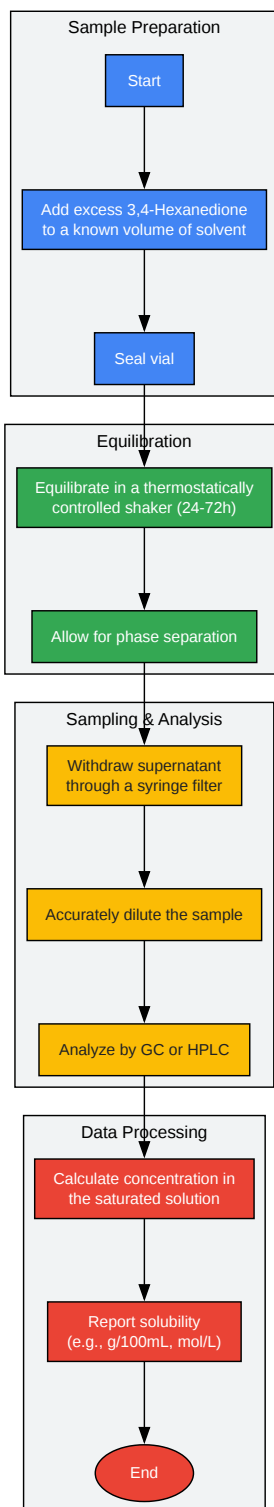 Sample Preparation
Start
Add excess 3,4-Hexanedione
to a known volume of solvent
Seal vial
Equilibration
Equilibrate in a thermostatically
controlled shaker (24-72h)
Allow for phase separation
Sampling & Analysis
Withdraw supernatant
through a syringe filter
Accurately dilute the sample
Analyze by GC or HPLC
Data Processing
Calculate concentration in
the saturated solution
Report solubility
(e.g., g/100mL, mol/L)
End